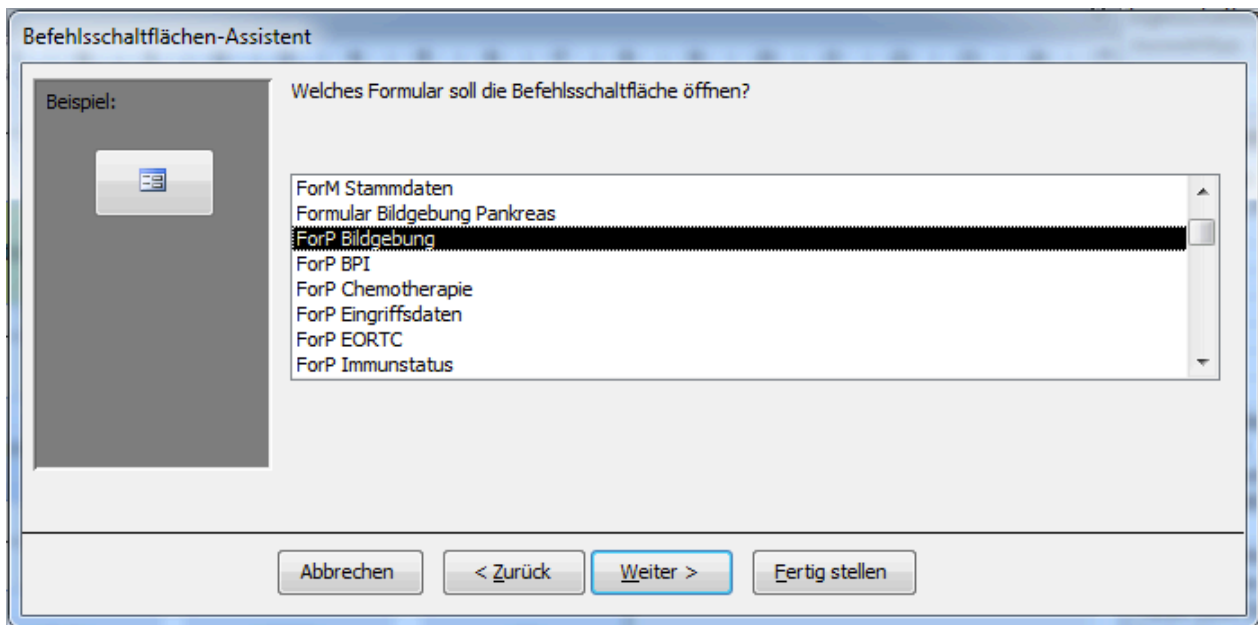 Befehlsschaltflächen-Assistent
Beispiel:
Welches Formular soll die Befehlsschaltfläche öffnen?
ForM Stammdaten
Formular Bildgebung Pankreas
ForP Bildgebung
ForP BPI
ForP Chemotherapie
ForP Eingriffsdaten
ForP EORTC
ForP Immunstatus
Abbrechen
< Zurück
Weiter >
Fertig stellen